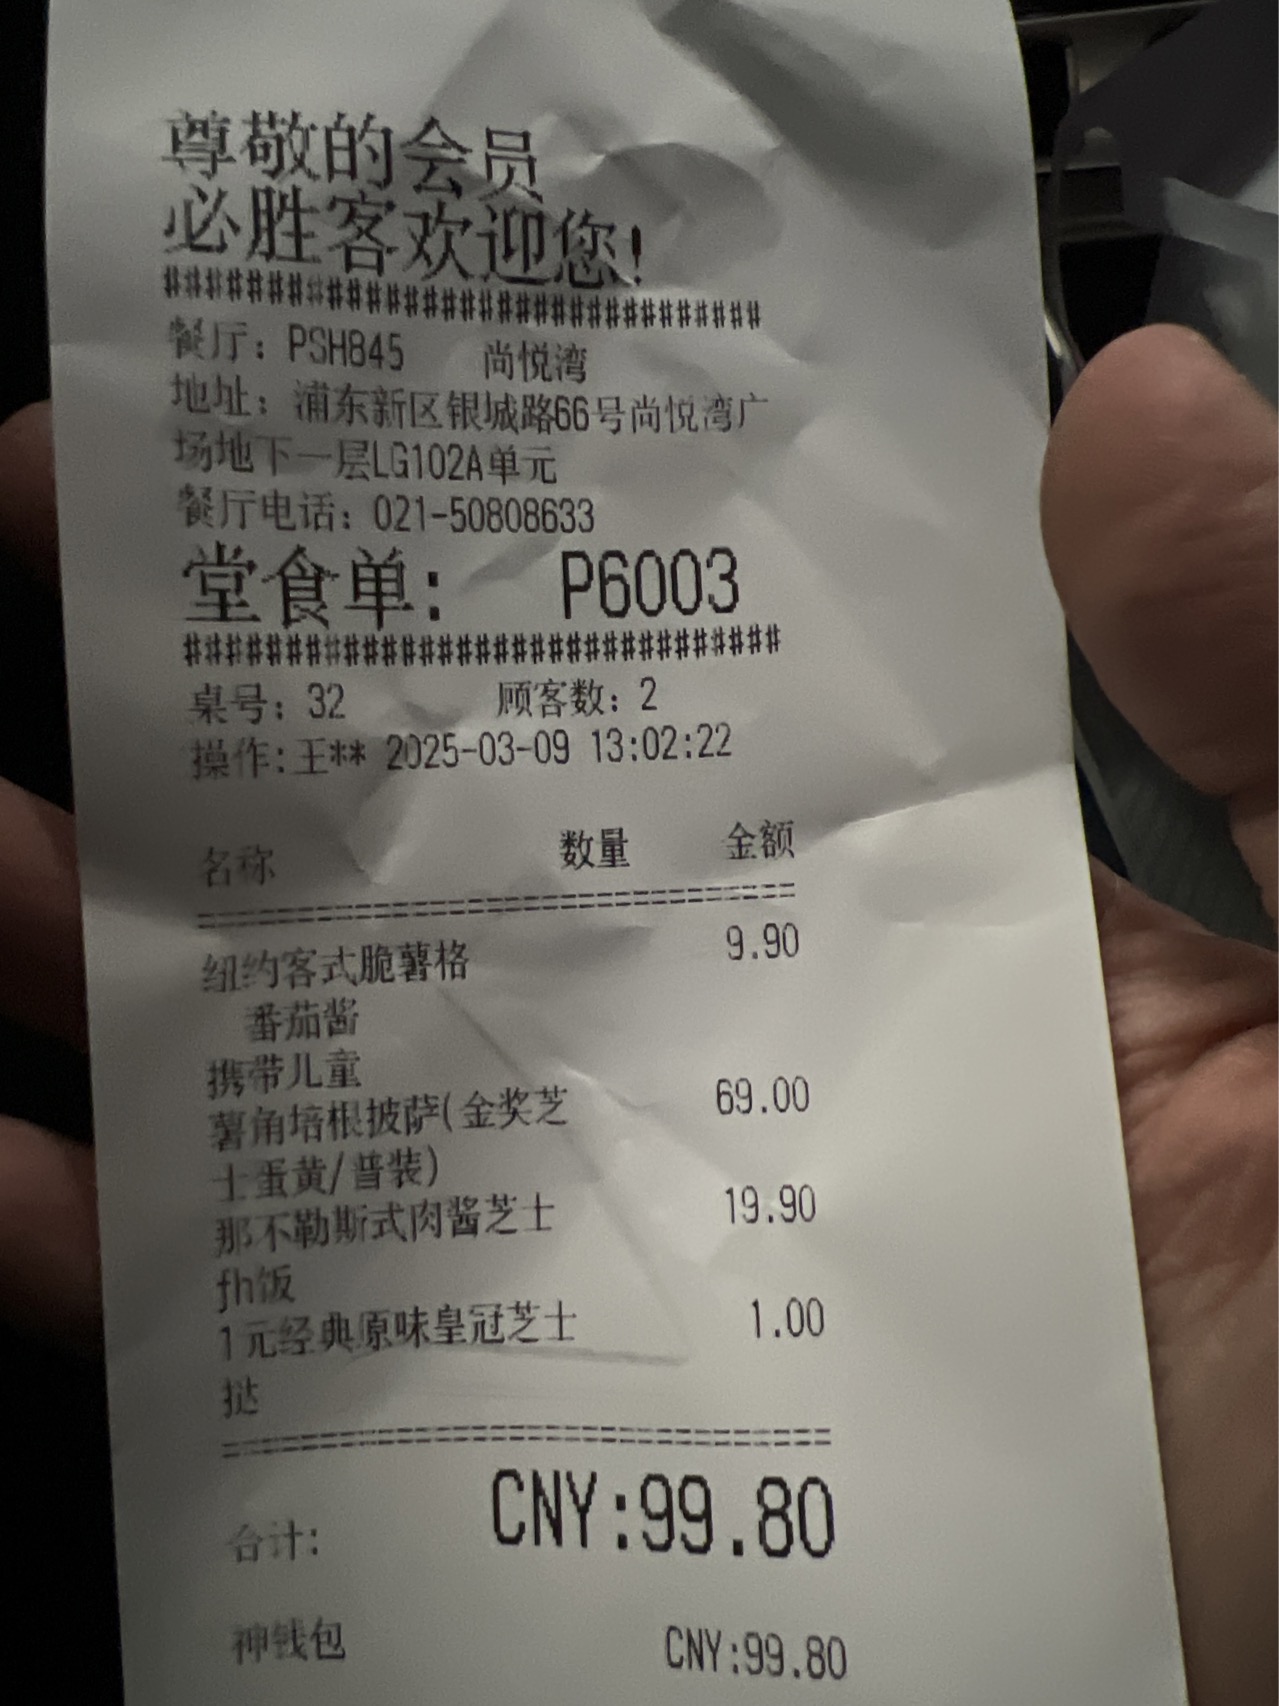 尊敬的会员
必胜客欢迎您!
################################
餐厅: PSH845 尚悦湾
地址: 浦东新区银城路66号尚悦湾广
场地下一层LG102A单元
餐厅电话: 021-50808633
堂食单: P6003
################################
桌号: 32 顾客数: 2
操作:王** 2025-03-09 13:02:22
名称 数量 金额
================================
纽约客式脆薯格 9.90
番茄酱
携带儿童
薯角培根披萨(金奖芝 69.00
士蛋黄/普装)
那不勒斯式肉酱芝士 19.90
焗饭
1元经典原味皇冠芝士 1.00
挞
================================
合计: CNY:99.80
神钱包 CNY:99.80